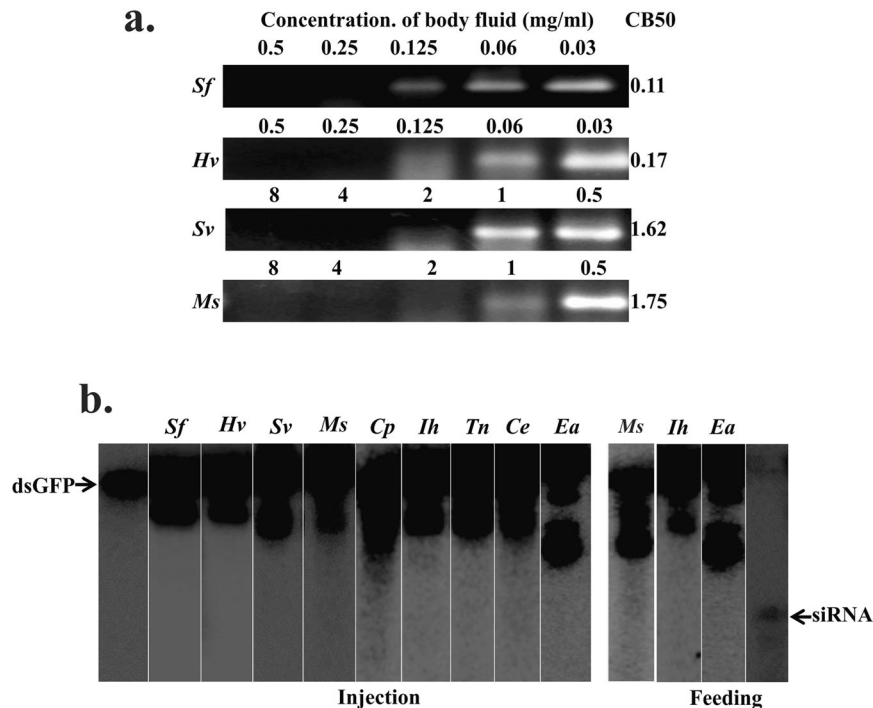 a.
Concentration. of body fluid (mg/ml) CB50
0.5 0.25 0.125 0.06 0.03
Sf 0.11
0.5 0.25 0.125 0.06 0.03
Hv 0.17
8 4 2 1 0.5
Sv 1.62
8 4 2 1 0.5
Ms 1.75
b.
Sf Hv Sv Ms Cp Ih Tn Ce Ea Ms Ih Ea
dsGFP
siRNA
Injection Feeding